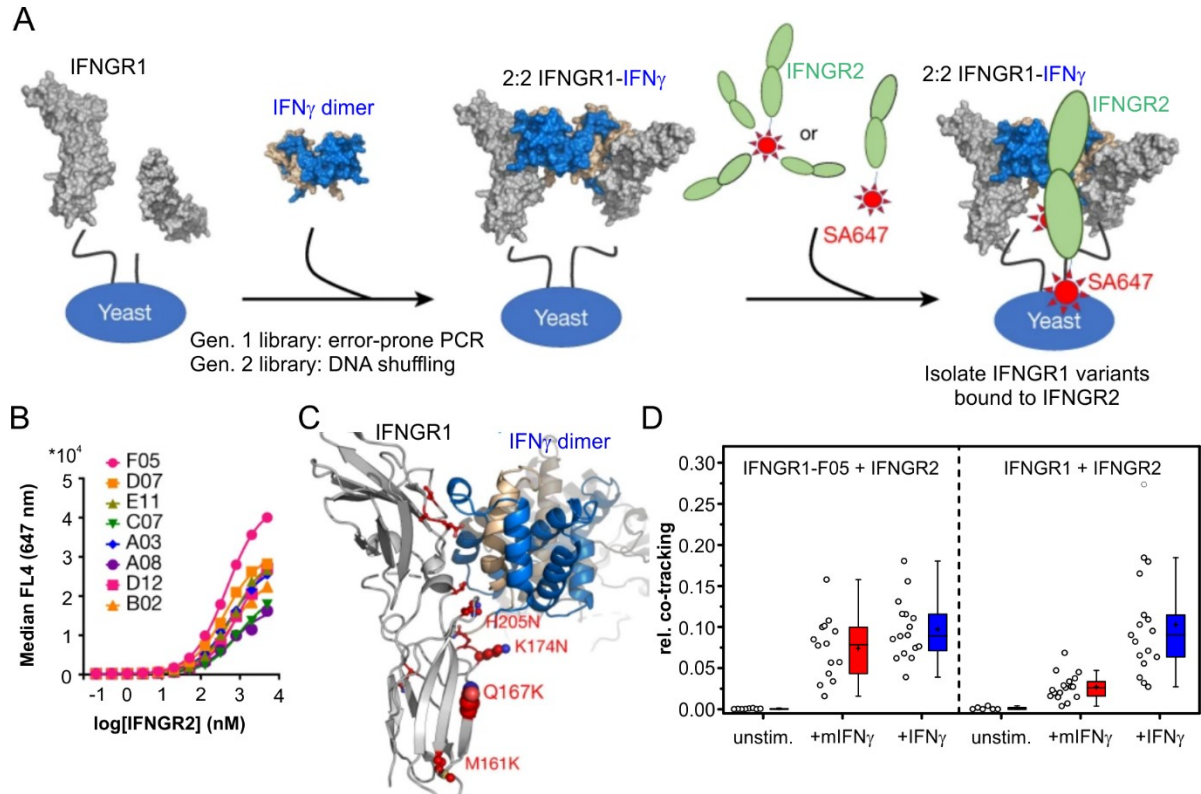 A
IFNGR1
IFNγ dimer
2:2 IFNGR1-IFNγ
IFNGR2
or
SA647
2:2 IFNGR1-IFNγ
IFNGR2
SA647
Yeast
Yeast
Yeast
Gen. 1 library: error-prone PCR
Gen. 2 library: DNA shuffling
Isolate IFNGR1 variants
bound to IFNGR2
B
*10⁴
Median FL4 (647 nm)
5
4
3
2
1
0
F05
D07
E11
C07
A03
A08
D12
B02
-1 0 1 2 3 4
log[IFNGR2] (nM)
C
IFNGR1
IFNγ dimer
H205N
K174N
Q167K
M161K
D
rel. co-tracking
0.30
0.25
0.20
0.15
0.10
0.05
0.00
IFNGR1-F05 + IFNGR2
IFNGR1 + IFNGR2
unstim. +mIFNγ +IFNγ
unstim. +mIFNγ +IFNγ